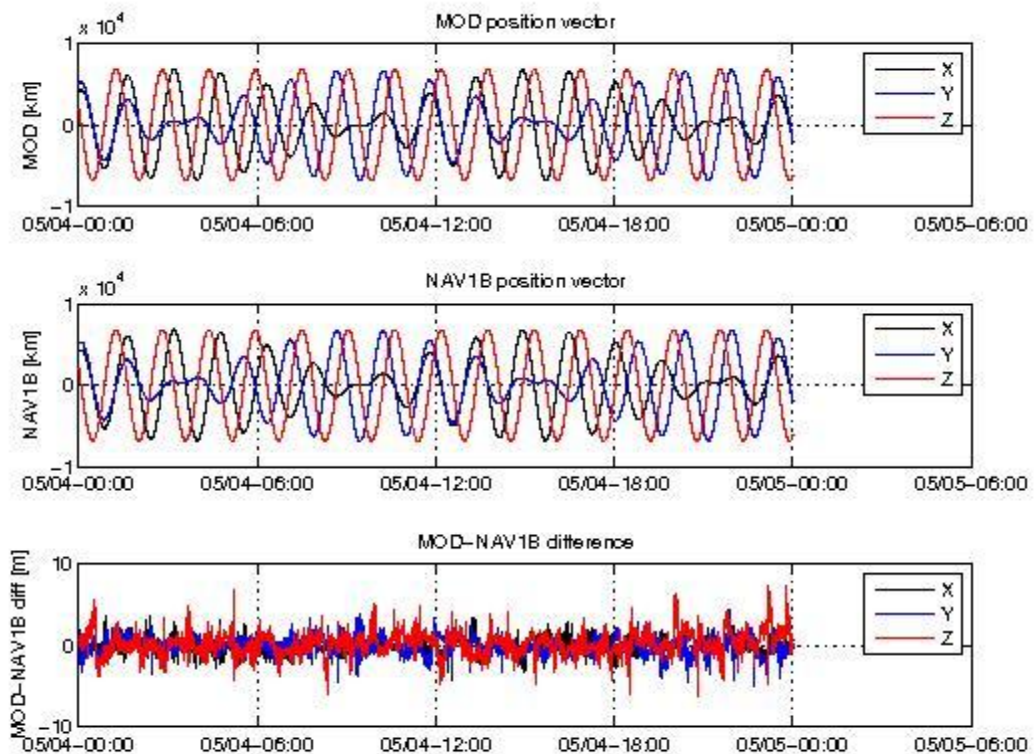 MOD position vector
x 10^4
1
0
−1
MOD [km]
X
Y
Z
05/04−00:00 05/04−06:00 05/04−12:00 05/04−18:00 05/05−00:00 05/05−06:00
NAV1B position vector
x 10^4
1
0
−1
NAV1B [km]
X
Y
Z
05/04−00:00 05/04−06:00 05/04−12:00 05/04−18:00 05/05−00:00 05/05−06:00
MOD−NAV1B difference
10
0
−10
MOD−NAV1B diff [m]
X
Y
Z
05/04−00:00 05/04−06:00 05/04−12:00 05/04−18:00 05/05−00:00 05/05−06:00